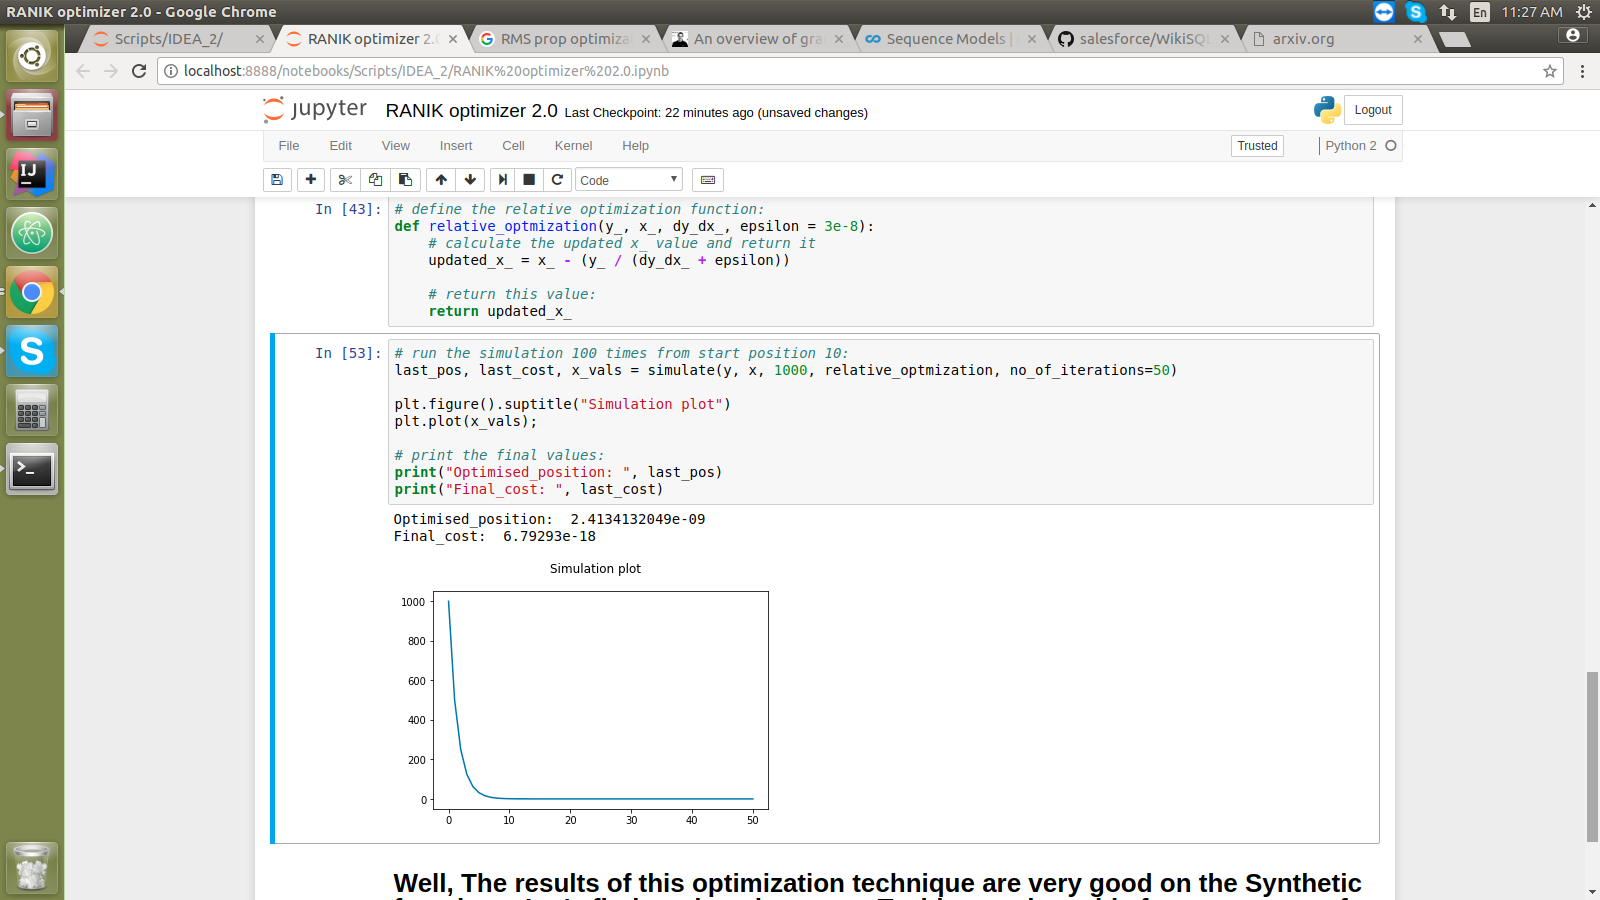 RANIK optimizer 2.0 - Google Chrome
En
11:27 AM
Scripts/IDEA_2/
RANIK optimizer 2.0
RMS prop optimiza
An overview of gra
Sequence Models |
salesforce/WikiSQL
arxiv.org
localhost:8888/notebooks/Scripts/IDEA_2/RANIK%20optimizer%202.0.ipynb
jupyter
RANIK optimizer 2.0 Last Checkpoint: 22 minutes ago (unsaved changes)
Logout
File Edit View Insert Cell Kernel Help
Trusted
Python 2
Code
In [43]: # define the relative optimization function:
def relative_optmization(y_, x_, dy_dx_, epsilon = 3e-8):
# calculate the updated x_ value and return it
updated_x_ = x_ - (y_ / (dy_dx_ + epsilon))
# return this value:
return updated_x_
In [53]: # run the simulation 100 times from start position 10:
last_pos, last_cost, x_vals = simulate(y, x, 1000, relative_optmization, no_of_iterations=50)
plt.figure().suptitle("Simulation plot")
plt.plot(x_vals);
# print the final values:
print("Optimised_position: ", last_pos)
print("Final_cost: ", last_cost)
Optimised_position:  2.4134132049e-09
Final_cost:  6.79293e-18
Simulation plot
1000
800
600
400
200
0
0 10 20 30 40 50
Well, The results of this optimization technique are very good on the Synthetic